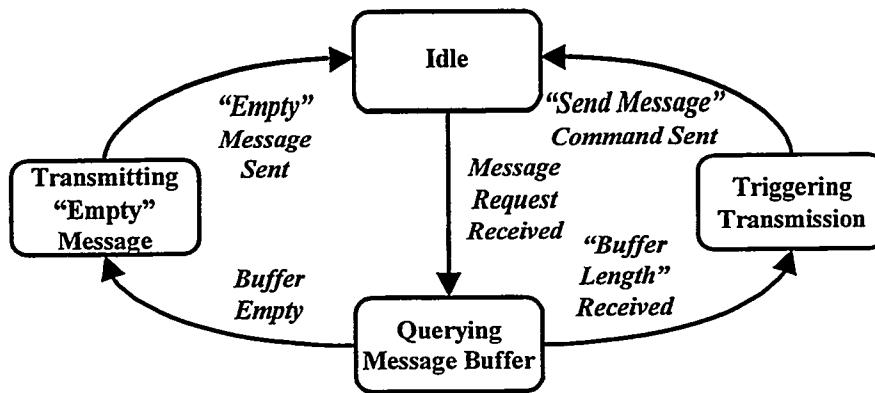 Idle
“Empty”
Message
Sent
“Send Message”
Command Sent
Transmitting
“Empty”
Message
Message
Request
Received
Triggering
Transmission
Buffer
Empty
“Buffer
Length”
Received
Querying
Message Buffer